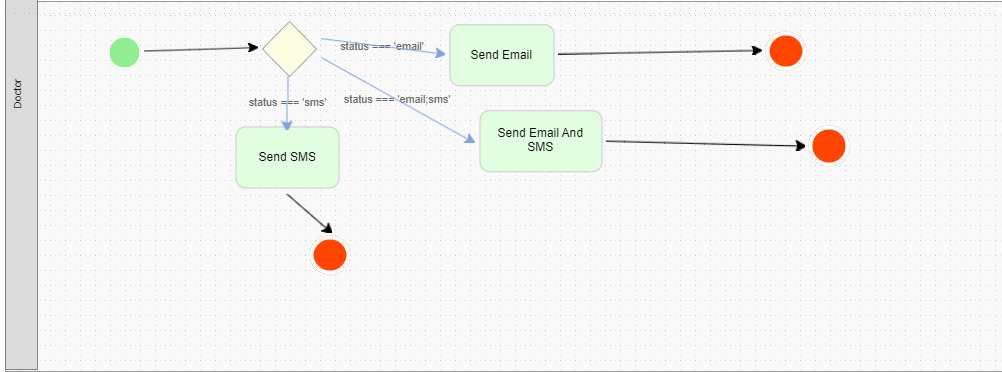 Doctor
status === 'email'
Send Email
status === 'sms'
status === 'email;sms'
Send SMS
Send Email And
SMS